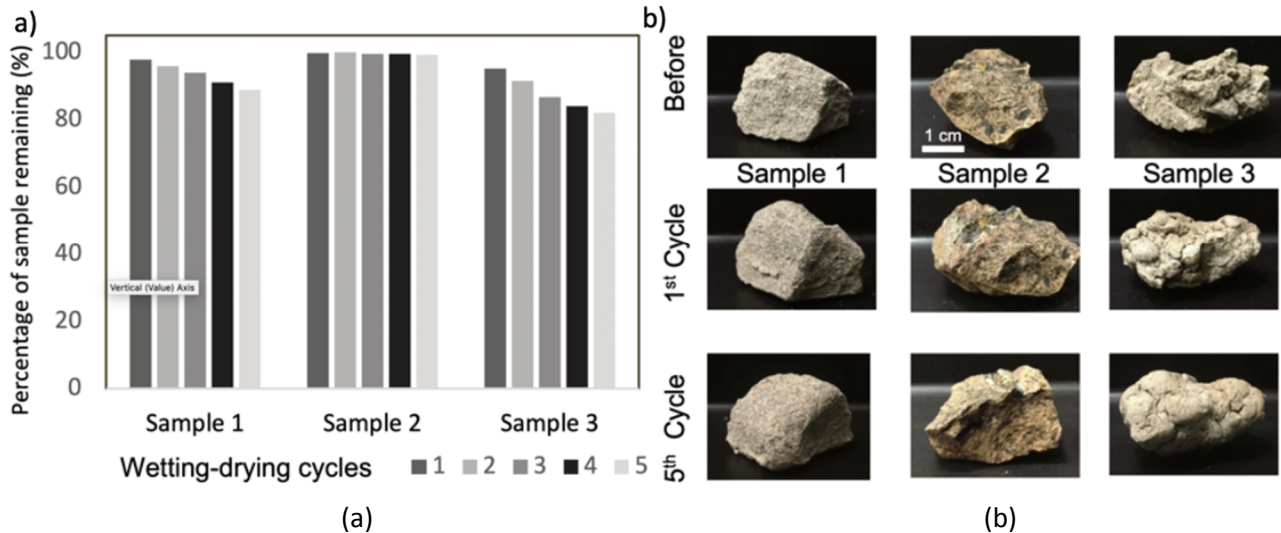 a)
Percentage of sample remaining (%)
100
80
60
40
20
0
Vertical (Value) Axis
Sample 1 Sample 2 Sample 3
Wetting-drying cycles 1 2 3 4 5
(a)
b)
Before
1 cm
Sample 1 Sample 2 Sample 3
1st Cycle
5th Cycle
(b)